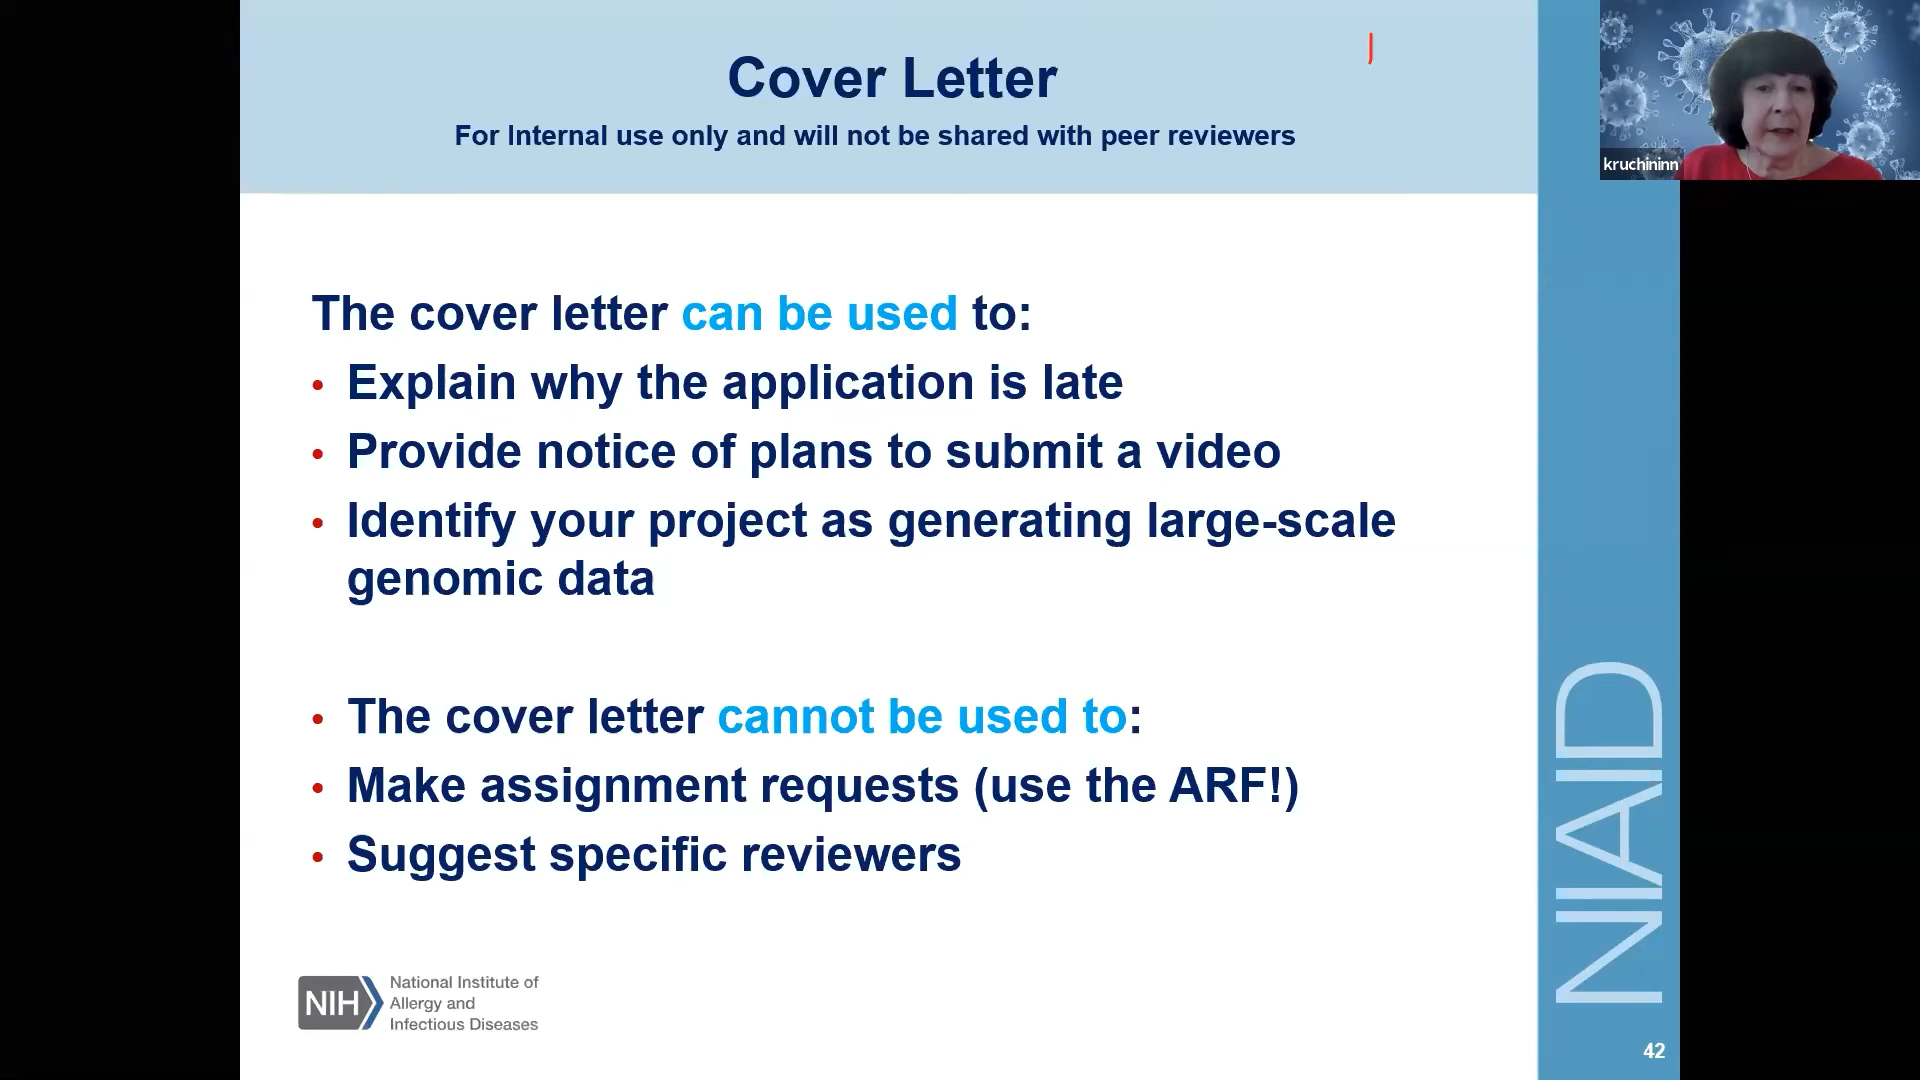 Cover Letter
For Internal use only and will not be shared with peer reviewers
kruchininn
The cover letter can be used to:
• Explain why the application is late
• Provide notice of plans to submit a video
• Identify your project as generating large-scale
genomic data
• The cover letter cannot be used to:
• Make assignment requests (use the ARF!)
• Suggest specific reviewers
NIAID
NIH
National Institute of
Allergy and
Infectious Diseases
42